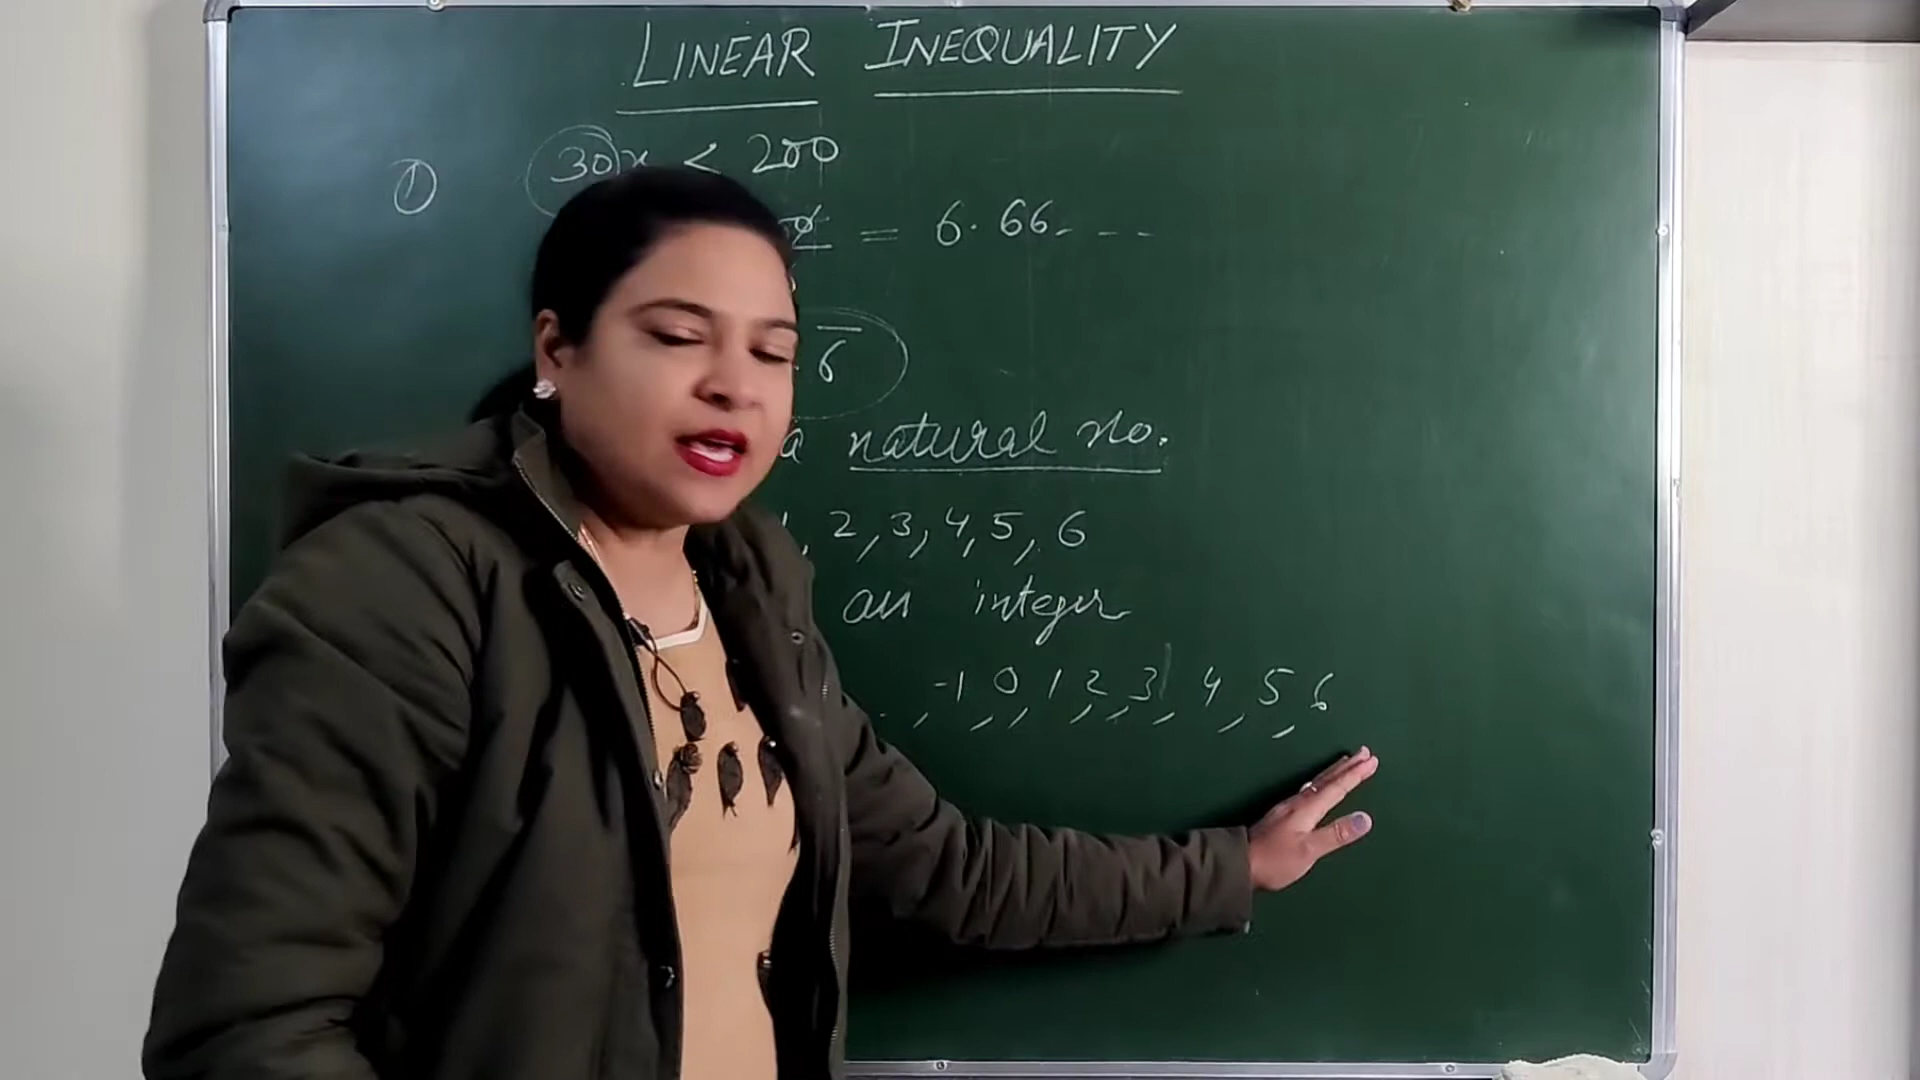 LINEAR INEQUALITY
① 30x < 200
= 6.66. - -
6̅
a natural no.
1, 2, 3, 4, 5, 6
an integer
, -1, 0, 1, 2, 3, 4, 5, 6